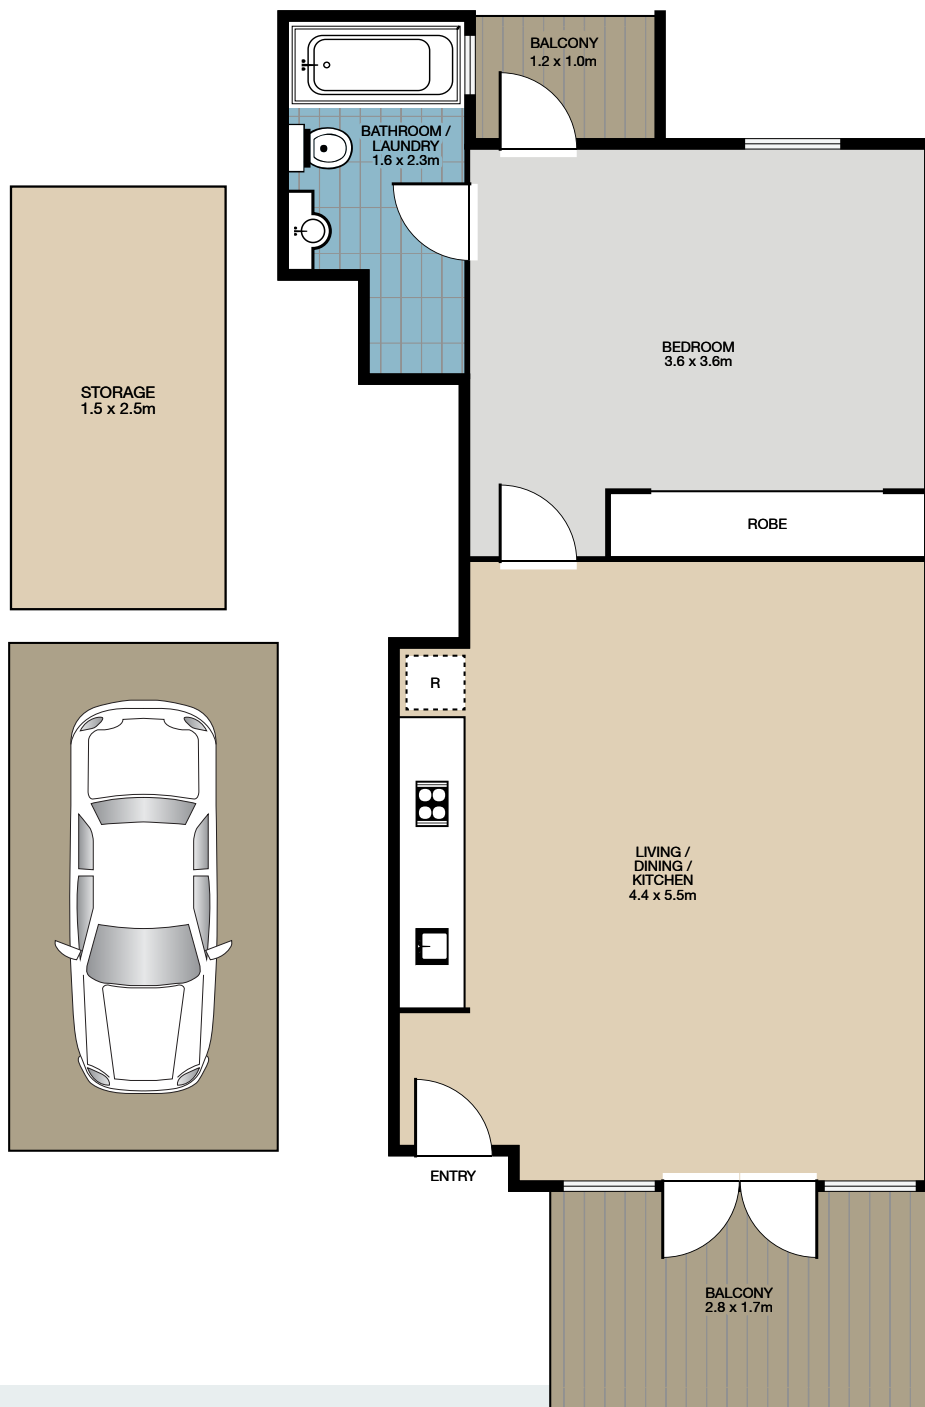 BALCONY
1.2 x 1.0m
BATHROOM /
LAUNDRY
1.6 x 2.3m
BEDROOM
3.6 x 3.6m
STORAGE
1.5 x 2.5m
ROBE
R
LIVING /
DINING /
KITCHEN
4.4 x 5.5m
ENTRY
BALCONY
2.8 x 1.7m